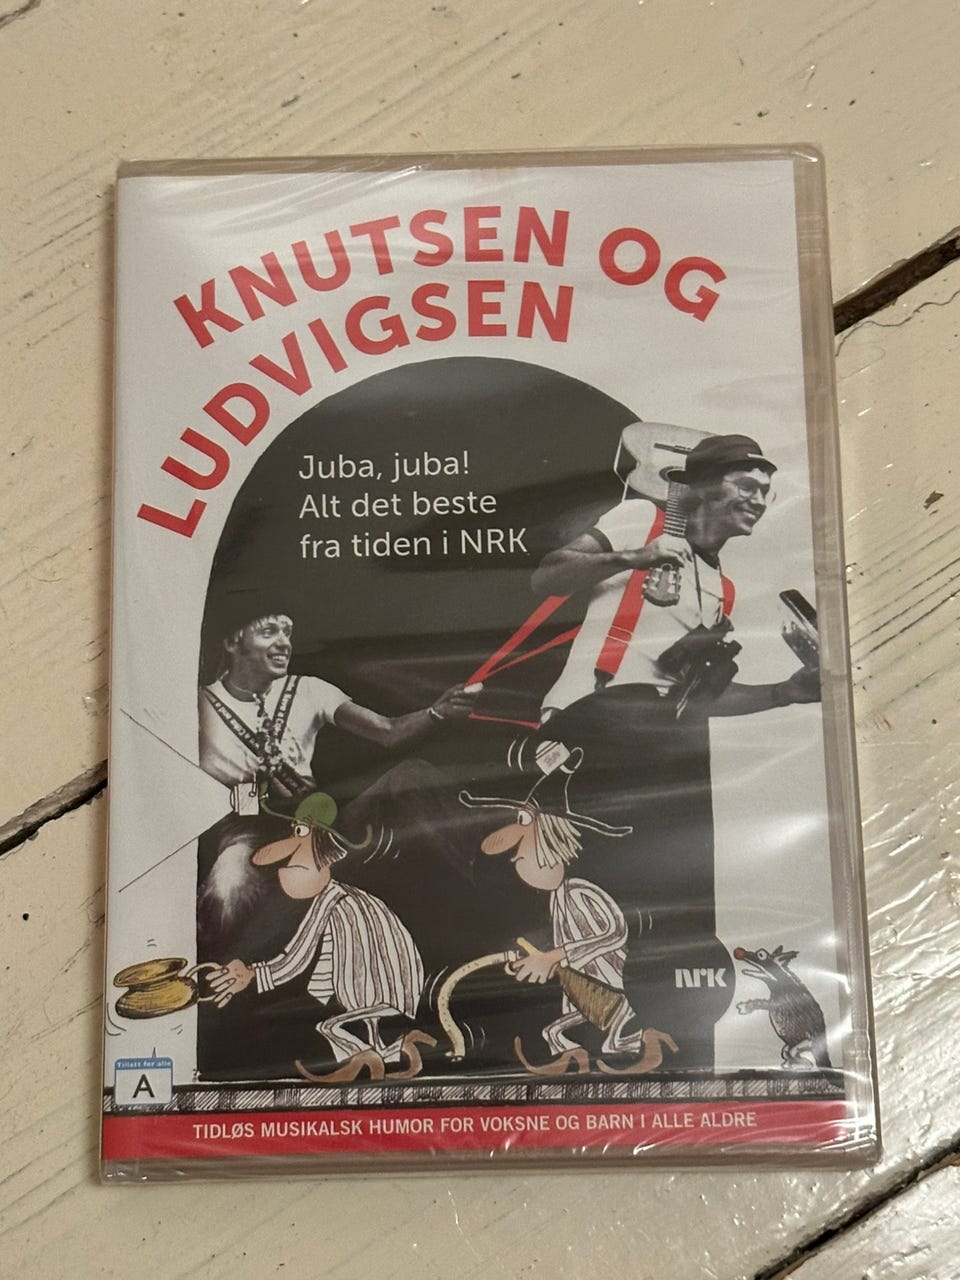 KNUTSEN OG
LUDVIGSEN
Juba, juba!
Alt det beste
fra tiden i NRK
NRK
Tillatt for alle
A
TIDLØS MUSIKALSK HUMOR FOR VOKSNE OG BARN I ALLE ALDRE